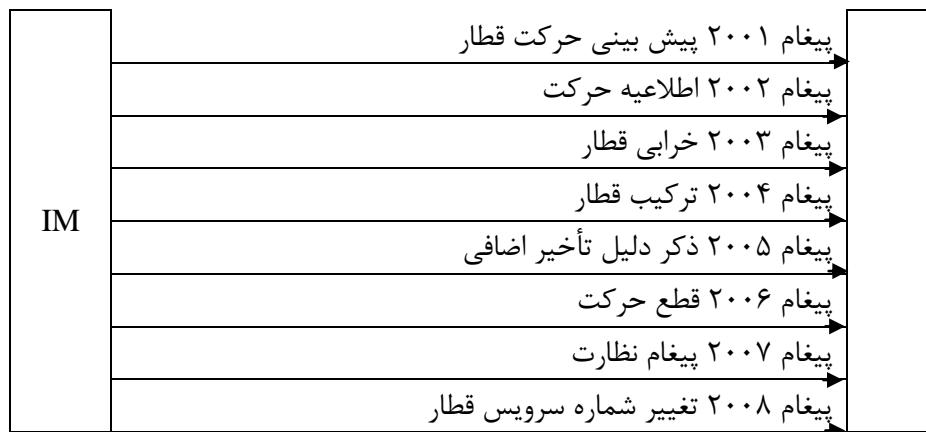 پیغام ۲۰۰۱ پیش بینی حرکت قطار
پیغام ۲۰۰۲ اطلاعیه حرکت
پیغام ۲۰۰۳ خرابی قطار
پیغام ۲۰۰۴ ترکیب قطار
IM
پیغام ۲۰۰۵ ذکر دلیل تأخیر اضافی
پیغام ۲۰۰۶ قطع حرکت
پیغام ۲۰۰۷ پیغام نظارت
پیغام ۲۰۰۸ تغییر شماره سرویس قطار